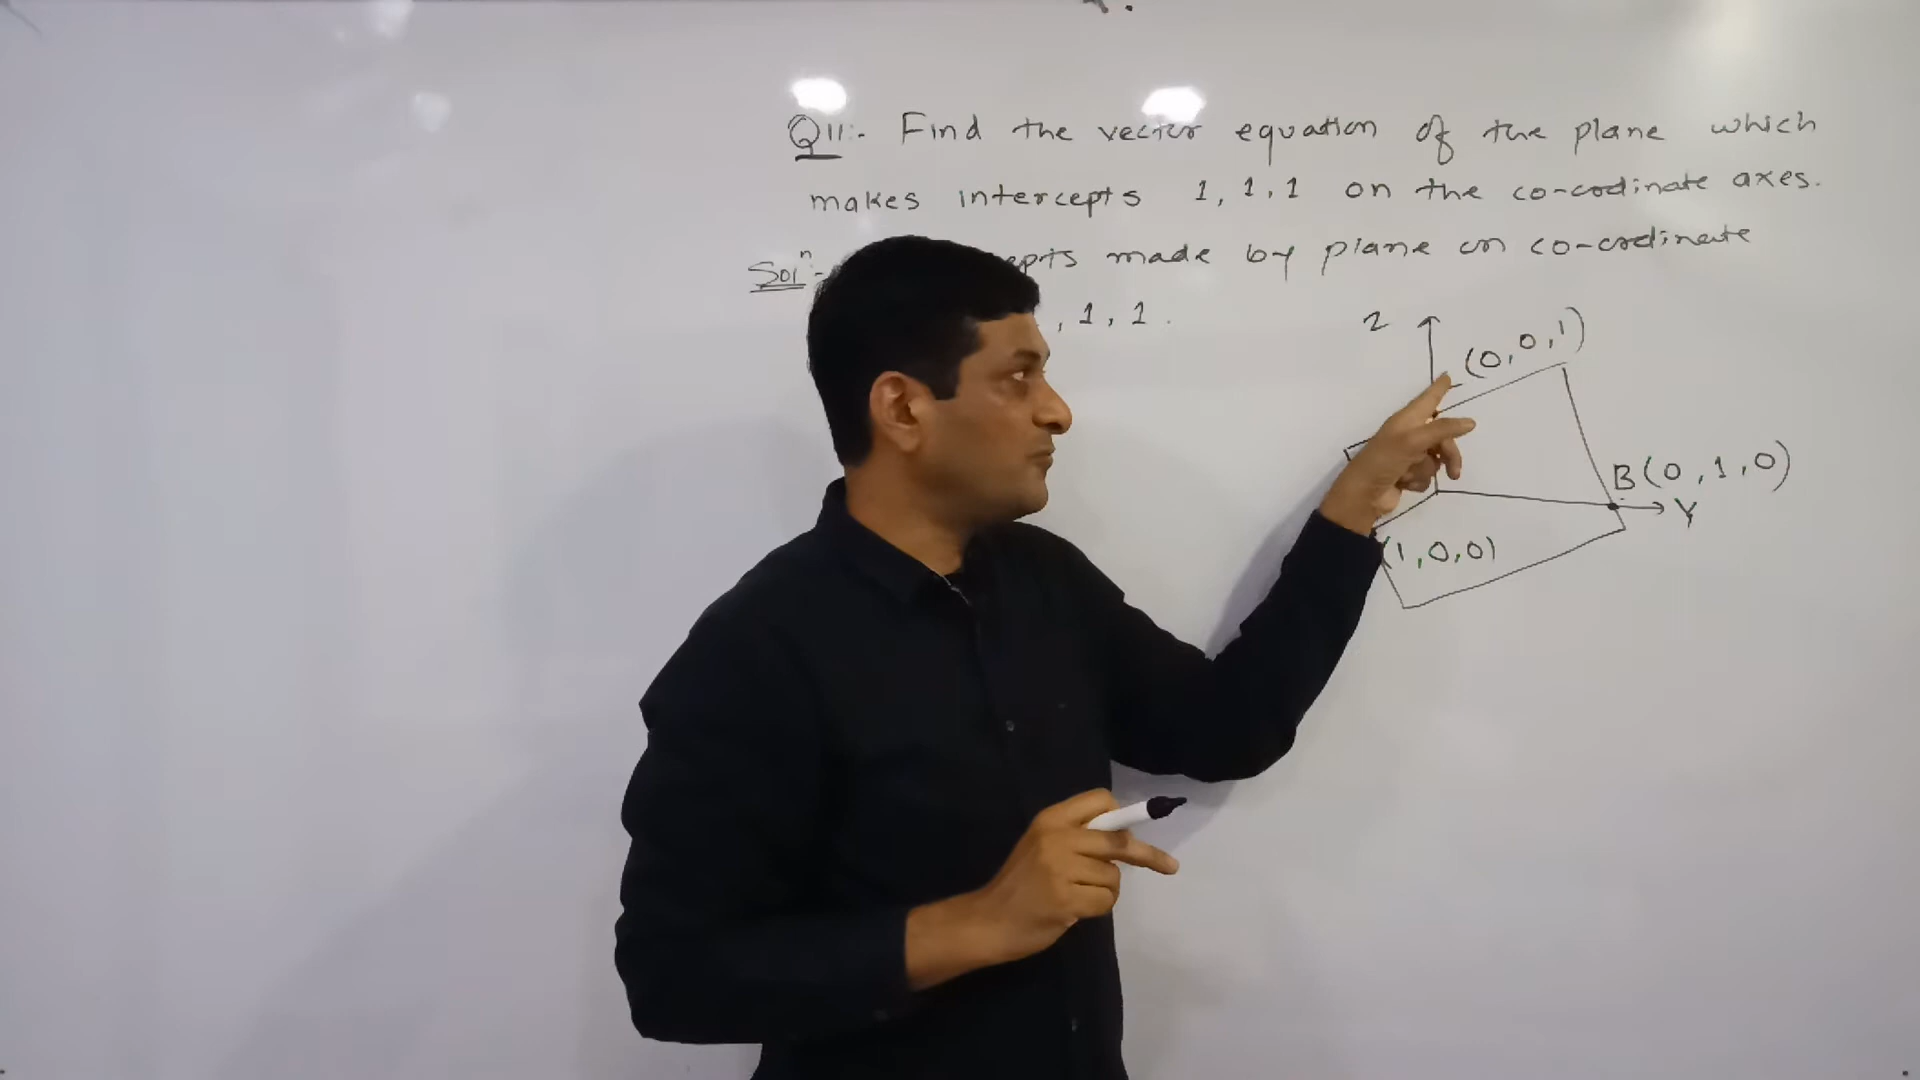 Q11:- Find the vector equation of the plane which
makes intercepts 1, 1, 1 on the co-ordinate axes.
Solⁿ:- made by plane on co-ordinate
, 1, 1.
Z
(0, 0, 1)
B(0, 1, 0)
Y
(1, 0, 0)